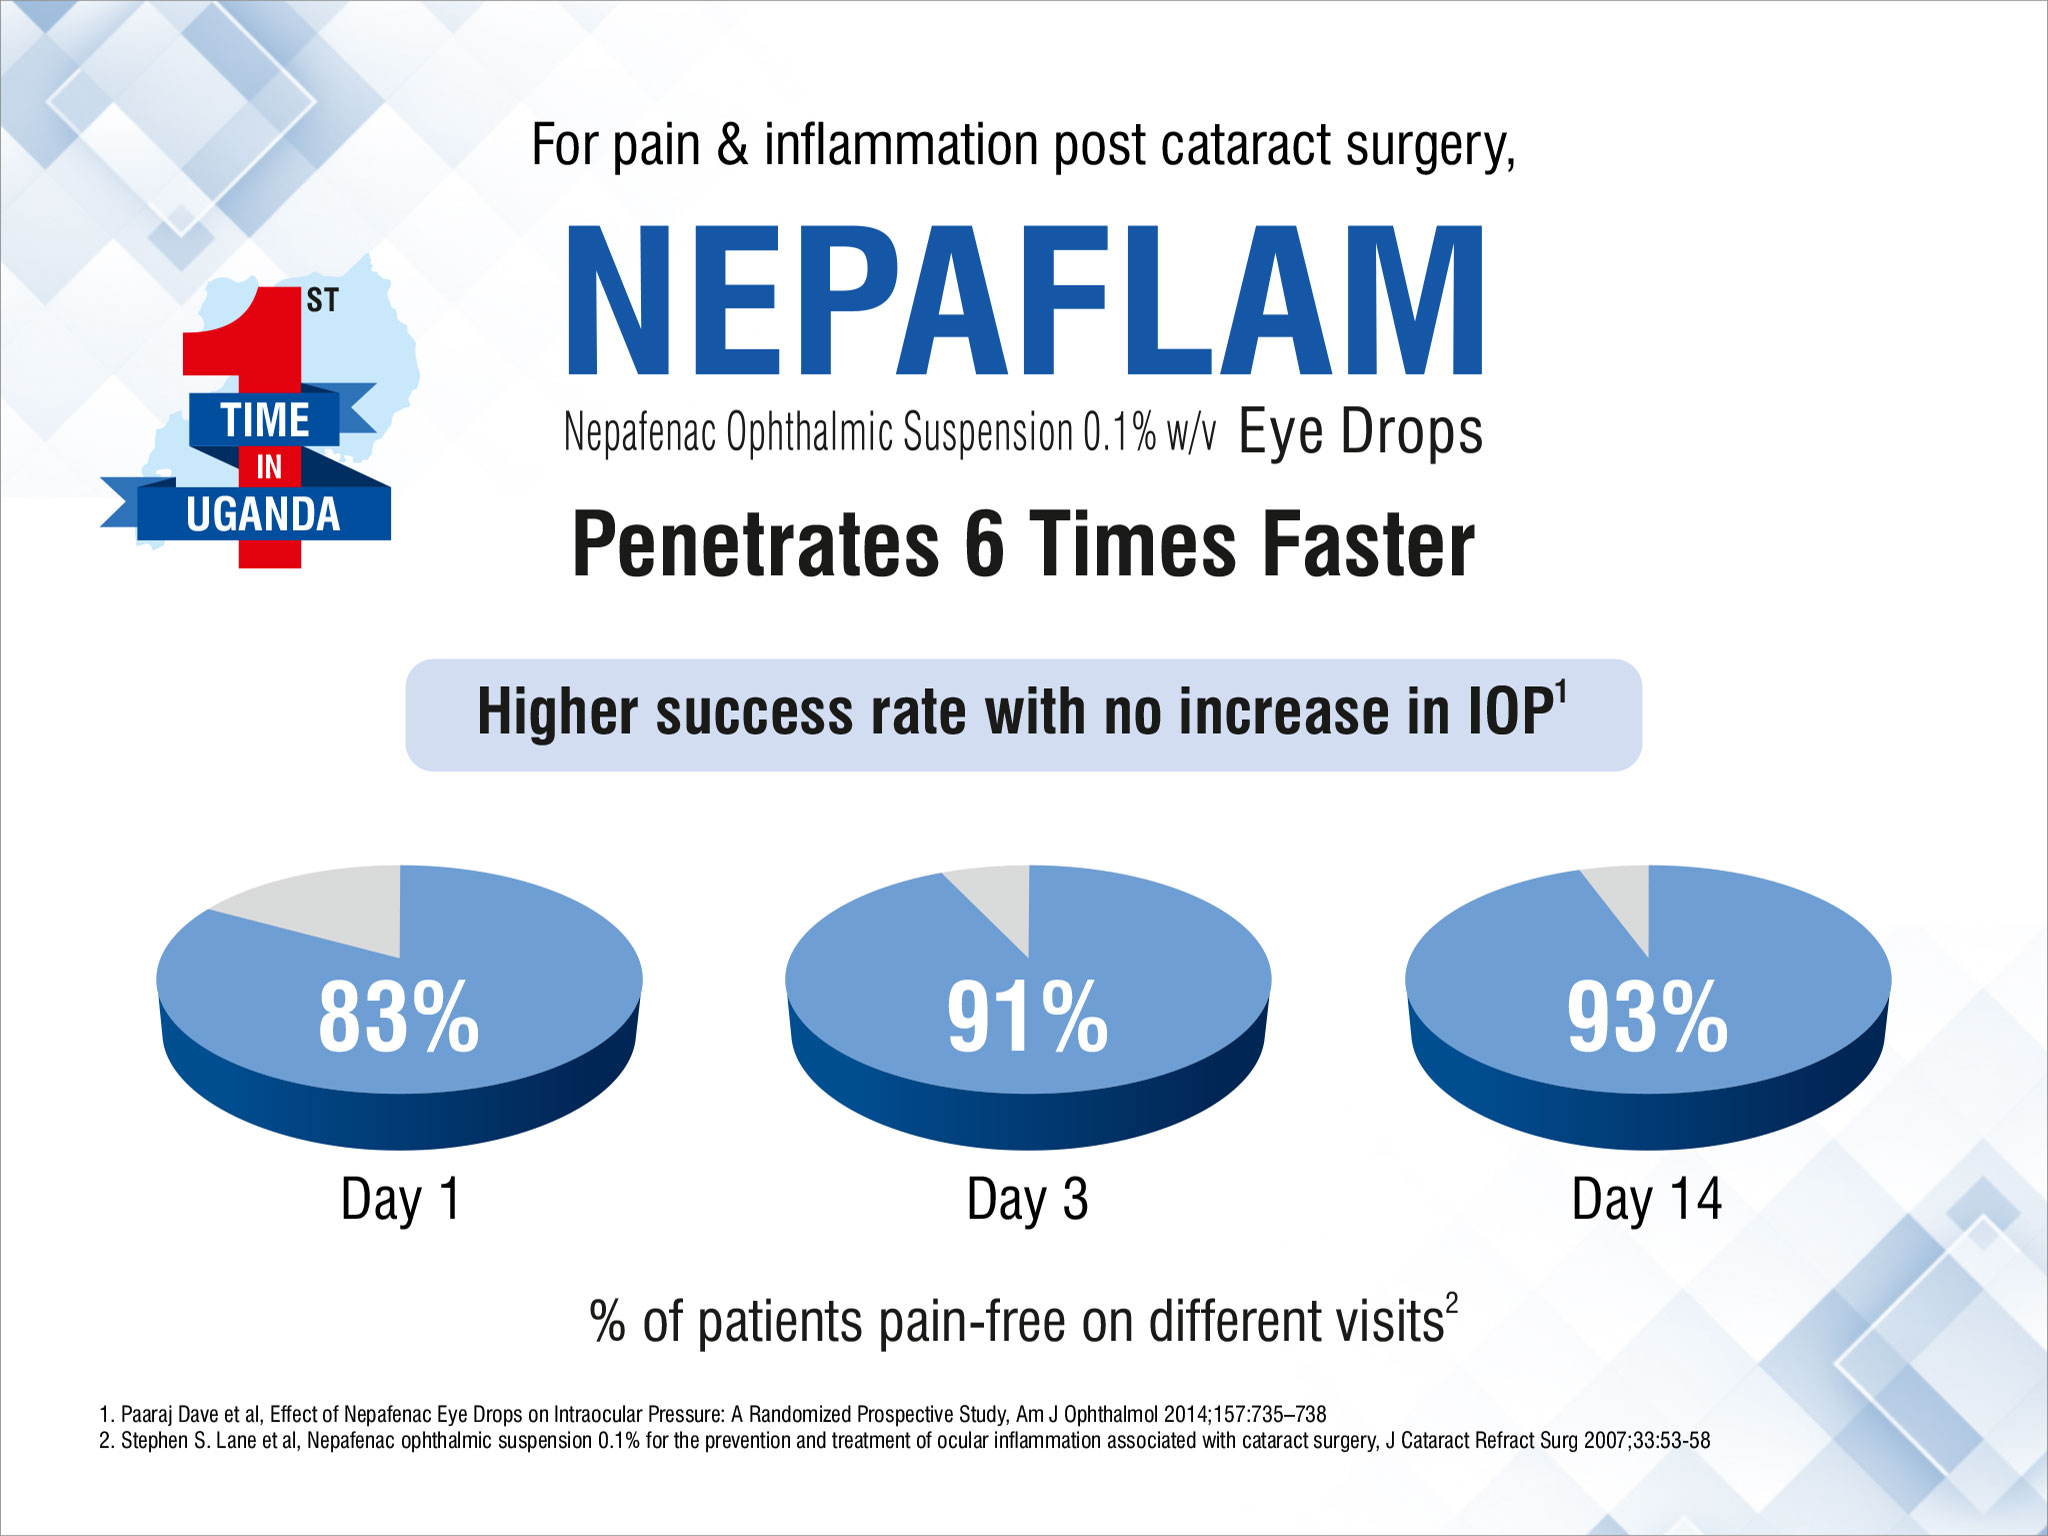 For pain & inflammation post cataract surgery,
NEPAFLAM
Nepafenac Ophthalmic Suspension 0.1% w/v Eye Drops
Penetrates 6 Times Faster
1ST
TIME
IN
UGANDA
Higher success rate with no increase in IOP1
83%
91%
93%
Day 1
Day 3
Day 14
% of patients pain-free on different visits2
1. Paaraj Dave et al, Effect of Nepafenac Eye Drops on Intraocular Pressure: A Randomized Prospective Study, Am J Ophthalmol 2014;157:735–738
2. Stephen S. Lane et al, Nepafenac ophthalmic suspension 0.1% for the prevention and treatment of ocular inflammation associated with cataract surgery, J Cataract Refract Surg 2007;33:53-58